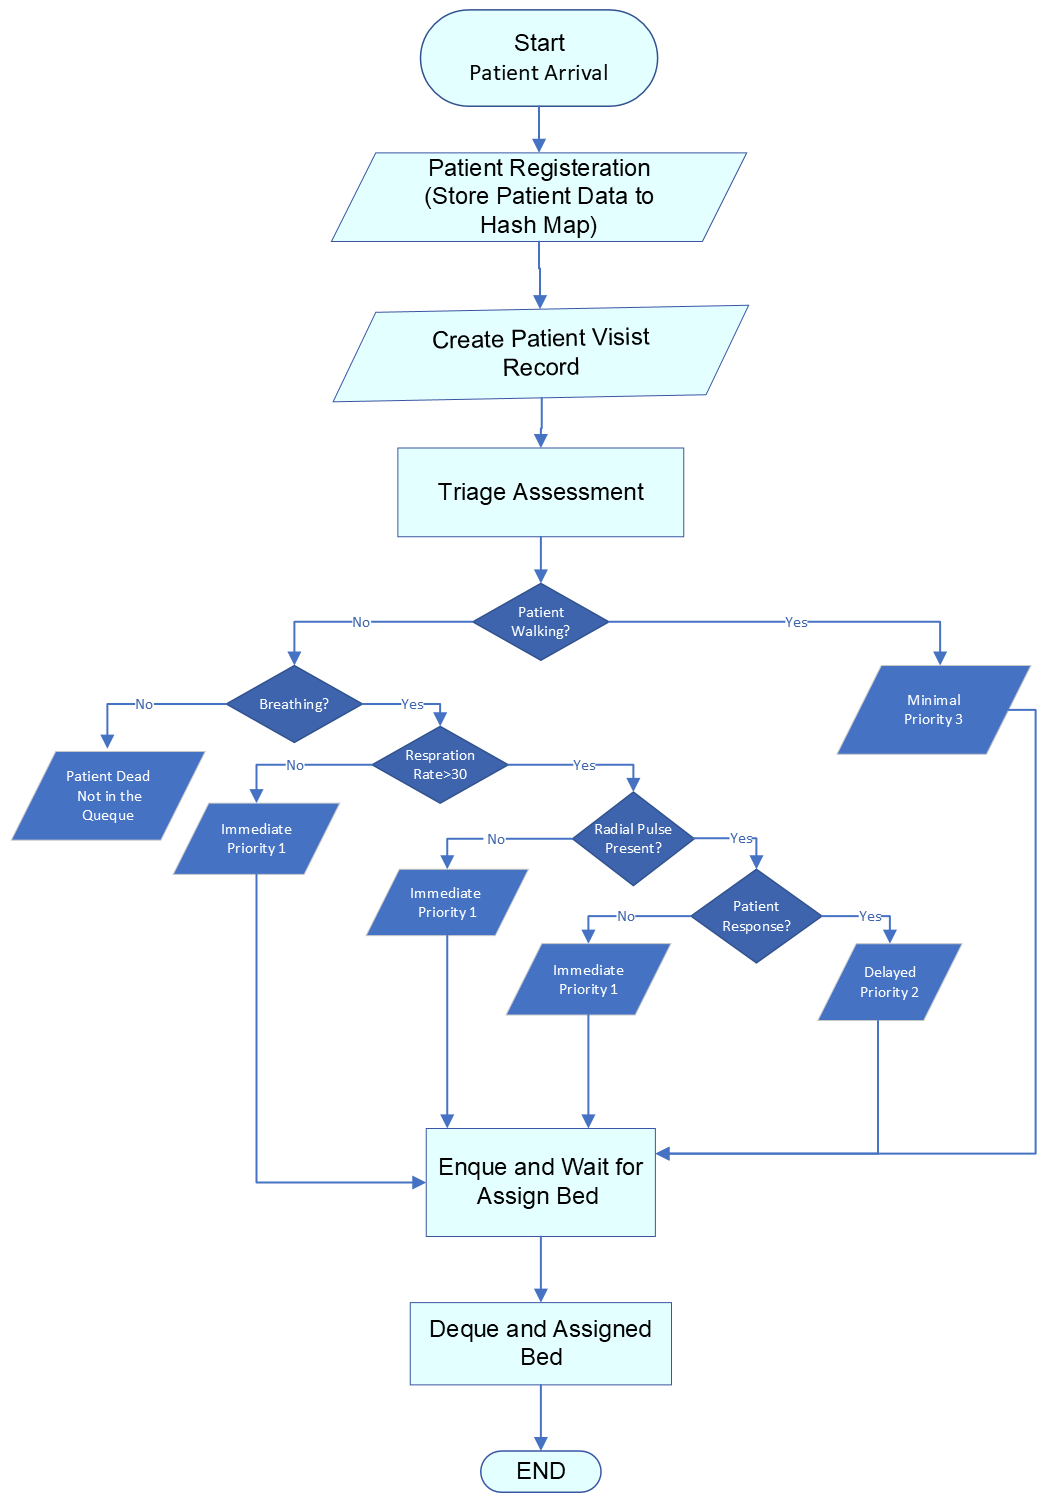 Start
Patient Arrival
Patient Registeration
(Store Patient Data to
Hash Map)
Create Patient Visist
Record
Triage Assessment
Patient
Walking?
No
Yes
Breathing?
No
Yes
Minimal
Priority 3
Patient Dead
Not in the
Queque
Respration
Rate>30
No
Yes
Immediate
Priority 1
Radial Pulse
Present?
No
Yes
Immediate
Priority 1
Patient
Response?
No
Yes
Immediate
Priority 1
Delayed
Priority 2
Enque and Wait for
Assign Bed
Deque and Assigned
Bed
END